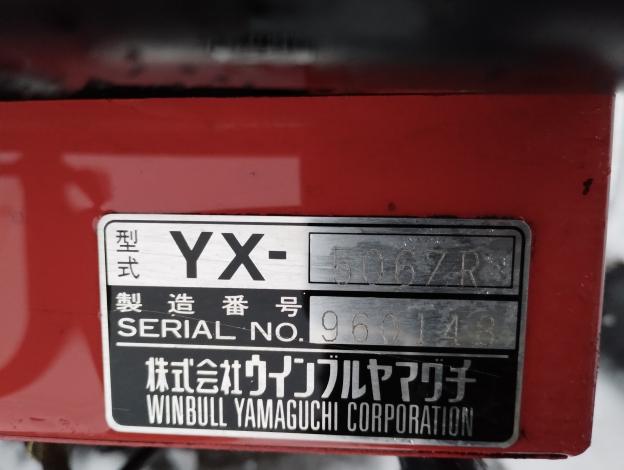 型式 YX-506ZR
製造番号
SERIAL NO. 960148
株式会社ウインブルヤマグチ
WINBULL YAMAGUCHI CORPORATION